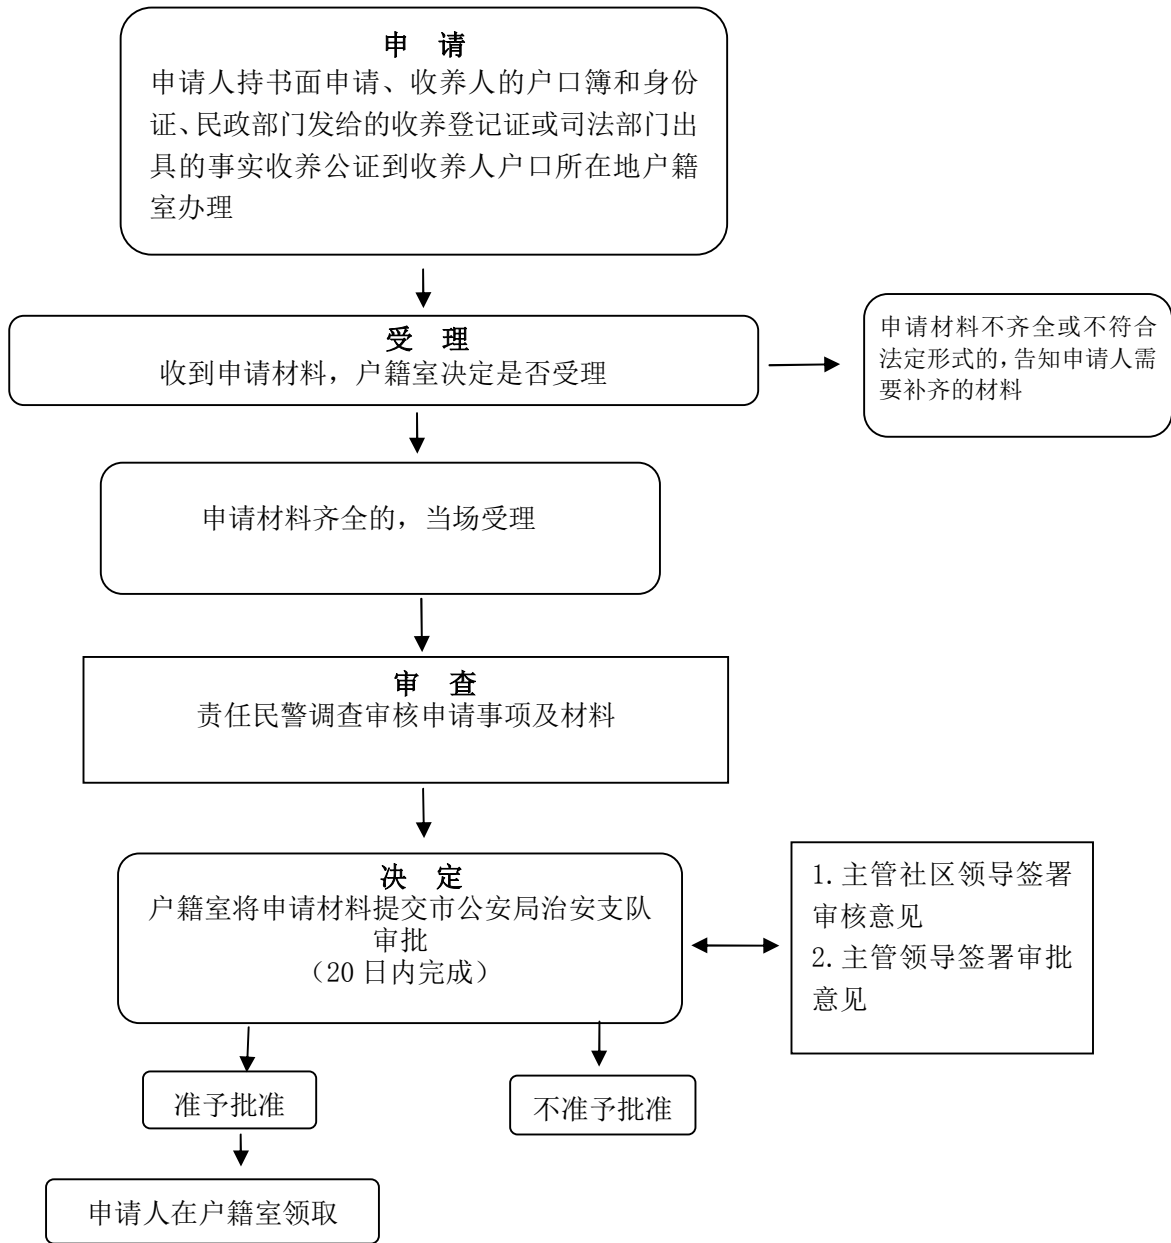 申 请
申请人持书面申请、收养人的户口簿和身份
证、民政部门发给的收养登记证或司法部门出
具的事实收养公证到收养人户口所在地户籍
室办理
受 理
收到申请材料，户籍室决定是否受理
申请材料不齐全或不符合
法定形式的，告知申请人需
要补齐的材料
申请材料齐全的，当场受理
审 查
责任民警调查审核申请事项及材料
决 定
户籍室将申请材料提交市公安局治安支队
审批
（20 日内完成）
1.主管社区领导签署
审核意见
2.主管领导签署审批
意见
准予批准
不准予批准
申请人在户籍室领取